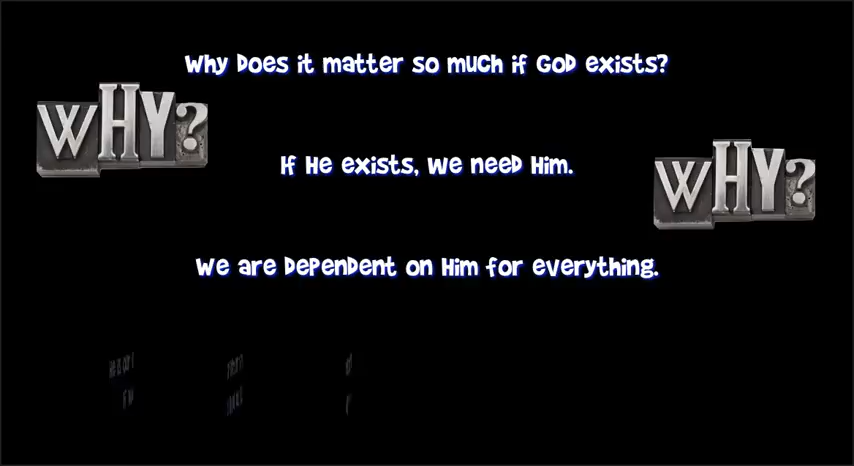 Why Does it matter so much if God exists?
WHY?
If He exists, we need Him.
WHY?
We are Dependent on Him for everything.